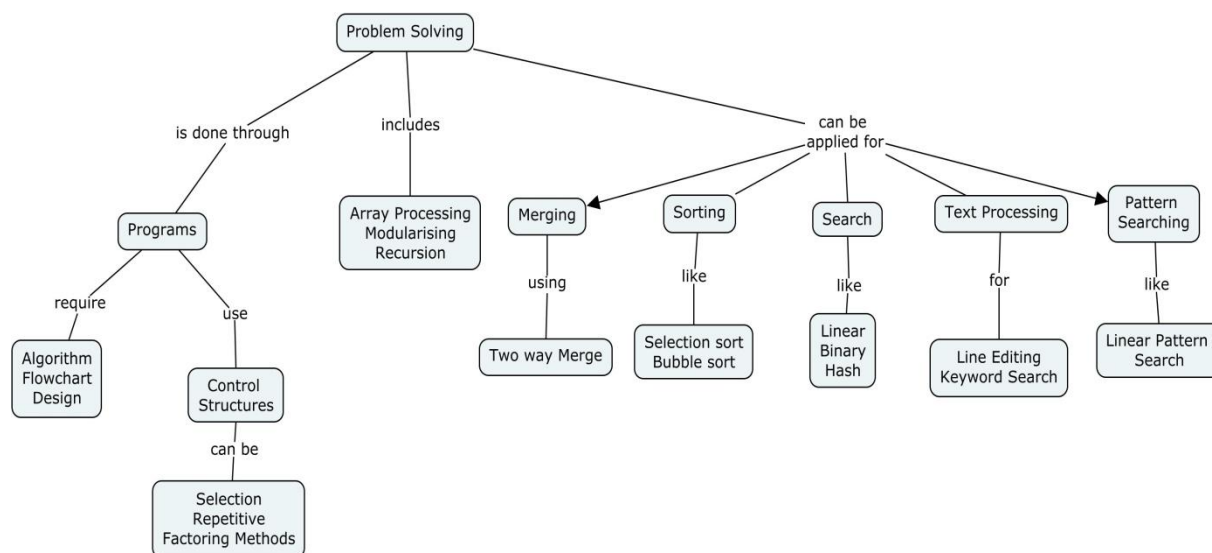 Problem Solving
is done through
includes
can be
applied for
Programs
Array Processing
Modularising
Recursion
Merging
Sorting
Search
Text Processing
Pattern
Searching
require
use
using
like
like
for
like
Algorithm
Flowchart
Design
Control
Structures
Two way Merge
Selection sort
Bubble sort
Linear
Binary
Hash
Line Editing
Keyword Search
Linear Pattern
Search
can be
Selection
Repetitive
Factoring Methods